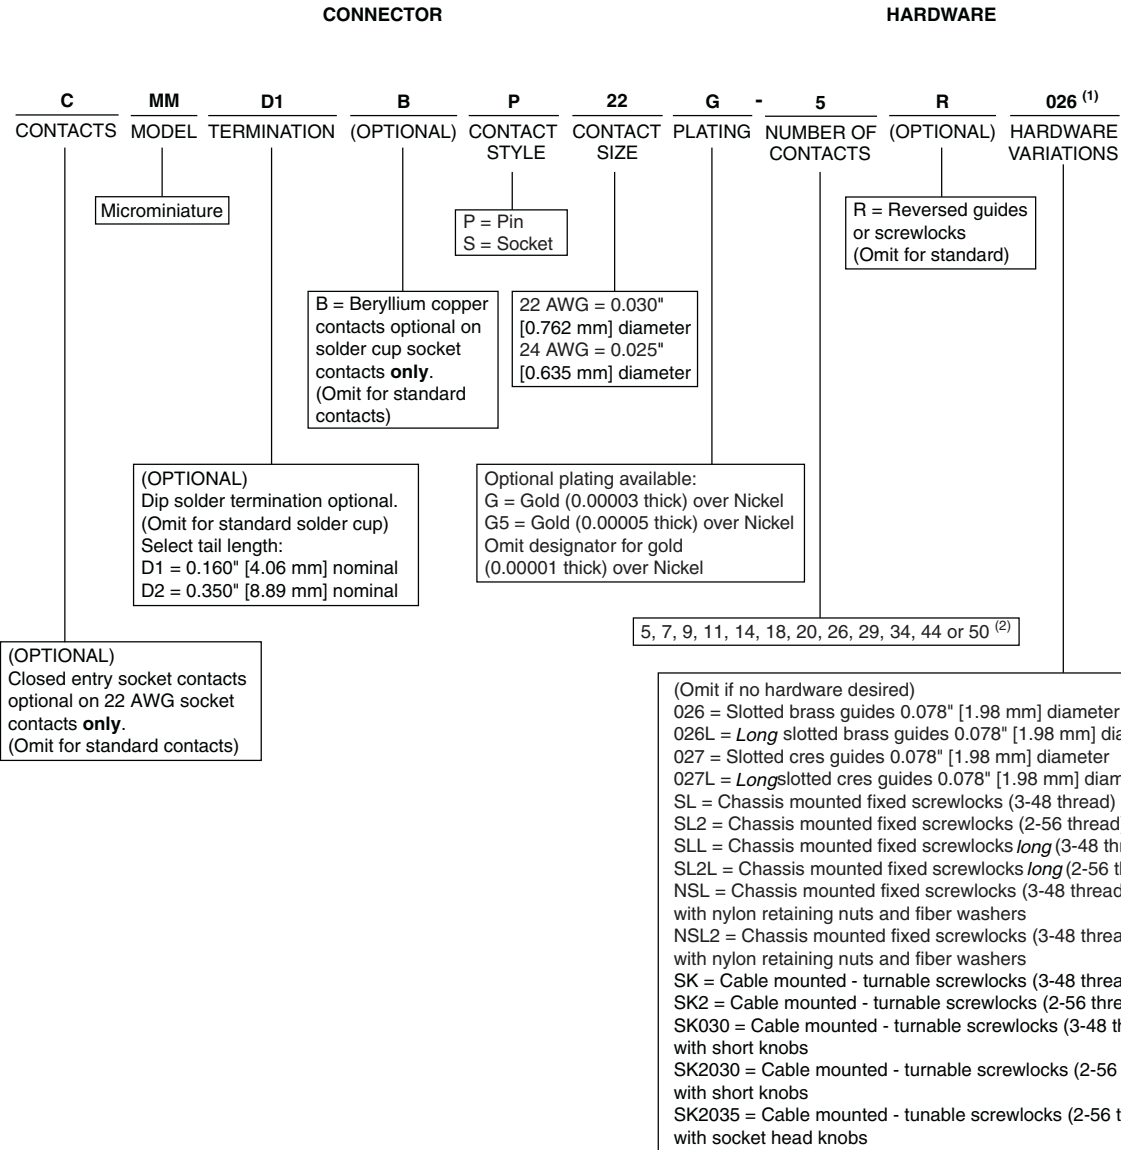 CONNECTOR HARDWARE
C MM D1 B P 22 G - 5 R 026 (1)
CONTACTS MODEL TERMINATION (OPTIONAL) CONTACT STYLE CONTACT SIZE PLATING NUMBER OF CONTACTS (OPTIONAL) HARDWARE VARIATIONS
Microminiature
P = Pin
S = Socket
R = Reversed guides
or screwlocks
(Omit for standard)
B = Beryllium copper
contacts optional on
solder cup socket
contacts only.
(Omit for standard
contacts)
22 AWG = 0.030"
[0.762 mm] diameter
24 AWG = 0.025"
[0.635 mm] diameter
(OPTIONAL)
Dip solder termination optional.
(Omit for standard solder cup)
Select tail length:
D1 = 0.160" [4.06 mm] nominal
D2 = 0.350" [8.89 mm] nominal
Optional plating available:
G = Gold (0.00003 thick) over Nickel
G5 = Gold (0.00005 thick) over Nickel
Omit designator for gold
(0.00001 thick) over Nickel
5, 7, 9, 11, 14, 18, 20, 26, 29, 34, 44 or 50 (2)
(OPTIONAL)
Closed entry socket contacts
optional on 22 AWG socket
contacts only.
(Omit for standard contacts)
(Omit if no hardware desired)
026 = Slotted brass guides 0.078" [1.98 mm] diameter
026L = Long slotted brass guides 0.078" [1.98 mm]
027 = Slotted cres guides 0.078" [1.98 mm] diameter
027L = Longslotted cres guides 0.078" [1.98 mm]
SL = Chassis mounted fixed screwlocks (3-48 thread)
SL2 = Chassis mounted fixed screwlocks (2-56 thread
SLL = Chassis mounted fixed screwlocks long (3-48
SL2L = Chassis mounted fixed screwlocks long (2-56
NSL = Chassis mounted fixed screwlocks (3-48 thread
with nylon retaining nuts and fiber washers
NSL2 = Chassis mounted fixed screwlocks (3-48
with nylon retaining nuts and fiber washers
SK = Cable mounted - turnable screwlocks (3-48
SK2 = Cable mounted - turnable screwlocks (2-56
SK030 = Cable mounted - turnable screwlocks (3-48
with short knobs
SK2030 = Cable mounted - turnable screwlocks (2-56
with short knobs
SK2035 = Cable mounted - tunable screwlocks (2-56
with socket head knobs